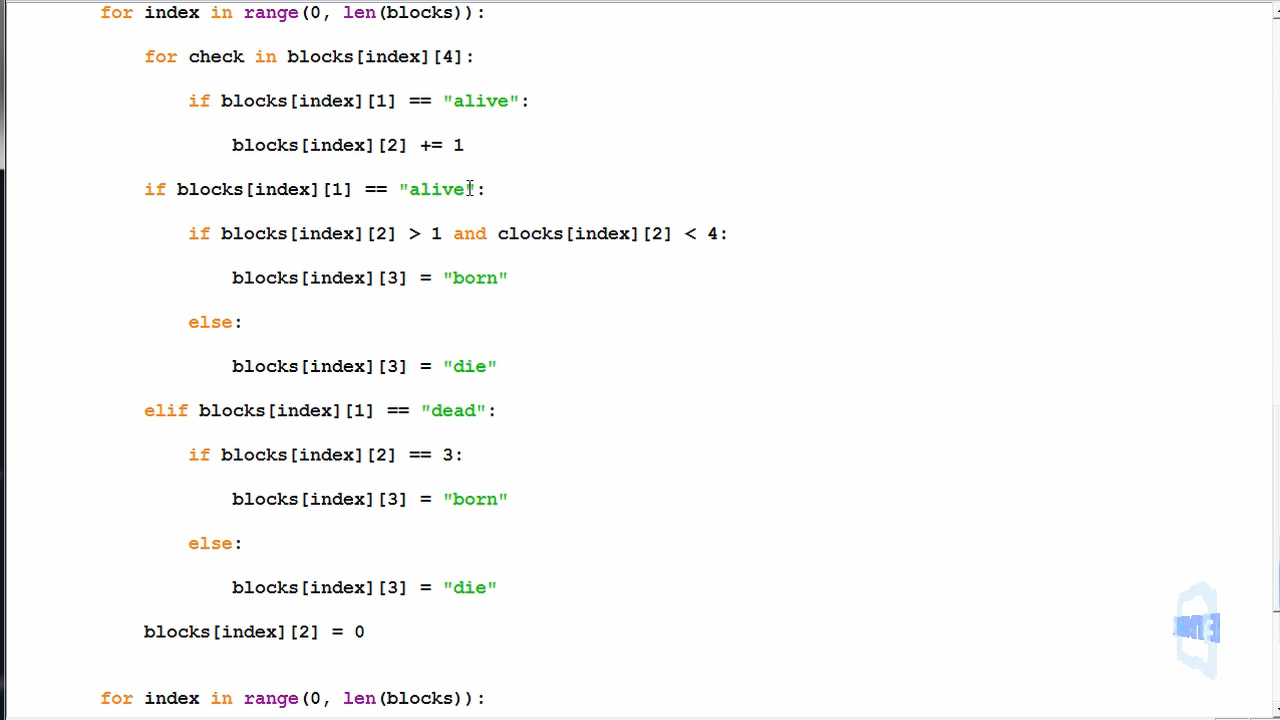 for index in range(0, len(blocks)):
for check in blocks[index][4]:
if blocks[index][1] == "alive":
blocks[index][2] += 1
if blocks[index][1] == "alive":
if blocks[index][2] > 1 and clocks[index][2] < 4:
blocks[index][3] = "born"
else:
blocks[index][3] = "die"
elif blocks[index][1] == "dead":
if blocks[index][2] == 3:
blocks[index][3] = "born"
else:
blocks[index][3] = "die"
blocks[index][2] = 0
for index in range(0, len(blocks)):